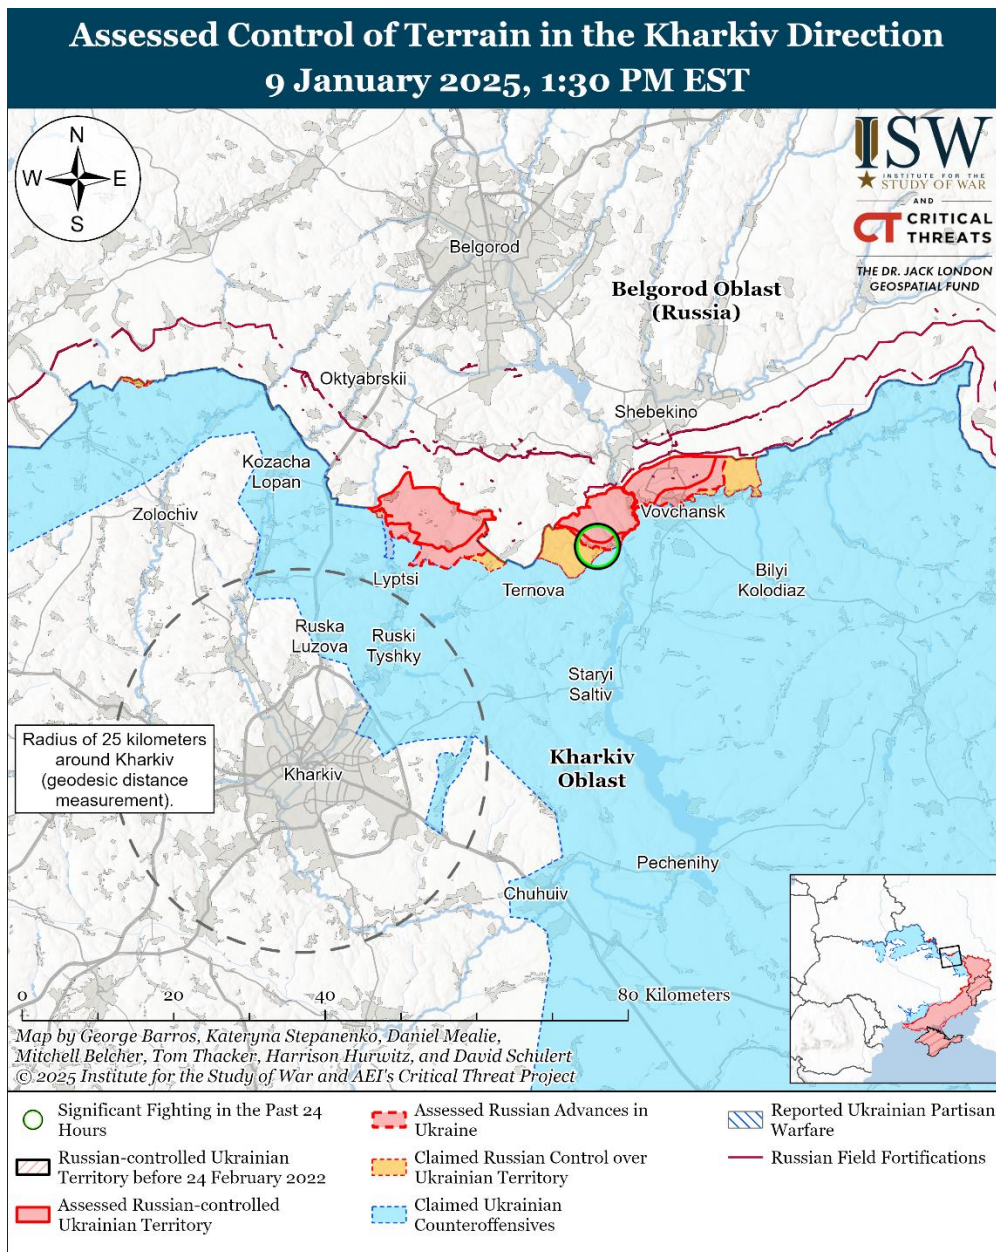 Assessed Control of Terrain in the Kharkiv Direction
9 January 2025, 1:30 PM EST
N
W
E
S
ISW
INSTITUTE FOR THE
STUDY OF WAR
AND
CT CRITICAL
THREATS
THE DR. JACK LONDON
GEOSPATIAL FUND
Belgorod
Belgorod Oblast
(Russia)
Oktyabrskii
Shebekino
Kozacha
Lopan
Zolochiv
Vovchansk
Lyptsi
Ternova
Bilyi
Kolodiaz
Ruska
Luzova
Ruski
Tyshky
Staryi
Saltiv
Radius of 25 kilometers
around Kharkiv
(geodesic distance
measurement).
Kharkiv
Kharkiv
Oblast
Pechenihy
Chuhuiv
0
20
40
80 Kilometers
Map by George Barros, Kateryna Stepanenko, Daniel Mealie,
Mitchell Belcher, Tom Thacker, Harrison Hurwitz, and David Schulert
© 2025 Institute for the Study of War and AEI's Critical Threat Project
Significant Fighting in the Past 24
Hours
Russian-controlled Ukrainian
Territory before 24 February 2022
Assessed Russian-controlled
Ukrainian Territory
Assessed Russian Advances in
Ukraine
Claimed Russian Control over
Ukrainian Territory
Claimed Ukrainian
Counteroffensives
Reported Ukrainian Partisan
Warfare
Russian Field Fortifications